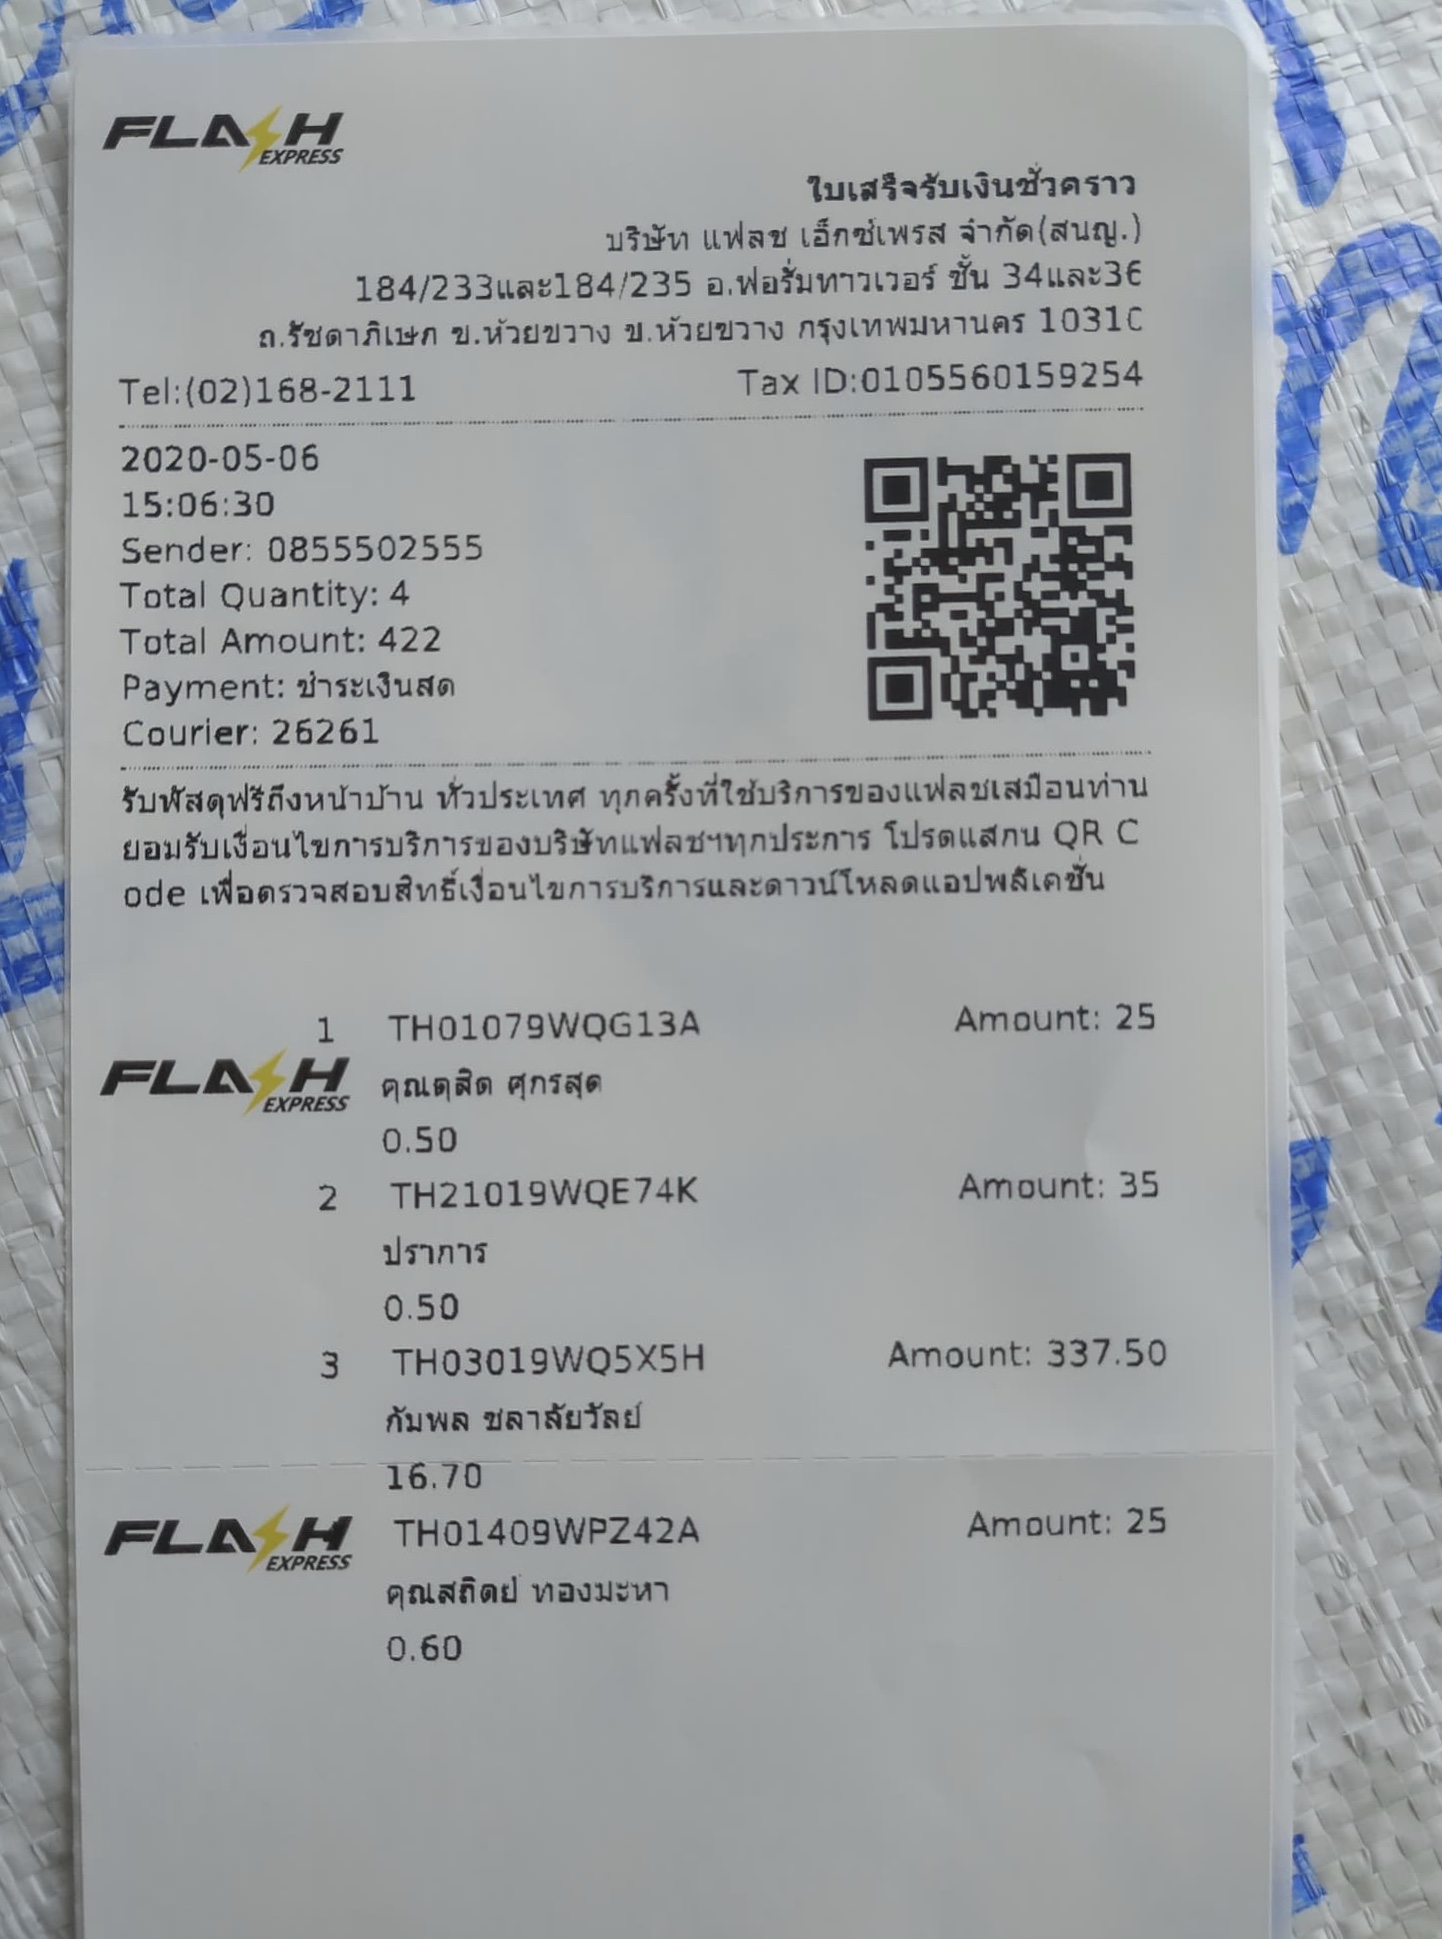 FLASH
EXPRESS
ใบเสร็จรับเงินชั่วคราว
บริษัท แฟลช เอ็กซ์เพรส จำกัด(สนญ.)
184/233และ184/235 อ.ฟอรั่มทาวเวอร์ ชั้น 34และ36
ถ.รัชดาภิเษก ข.ห้วยขวาง ข.ห้วยขวาง กรุงเทพมหานคร 10310
Tel:(02)168-2111 Tax ID:0105560159254
2020-05-06
15:06:30
Sender: 0855502555
Total Quantity: 4
Total Amount: 422
Payment: ชำระเงินสด
Courier: 26261
รับพัสดุฟรีถึงหน้าบ้าน ทั่วประเทศ ทุกครั้งที่ใช้บริการของแฟลชเสมือนท่าน
ยอมรับเงื่อนไขการบริการของบริษัทแฟลชฯทุกประการ โปรดแสกน QR C
ode เพื่อตรวจสอบสิทธิ์เงื่อนไขการบริการและดาวน์โหลดแอปพลิเคชั่น
1 TH01079WQG13A Amount: 25
FLASH
EXPRESS
คุณดุสิต ศุกรสุด
0.50
2 TH21019WQE74K Amount: 35
ปราการ
0.50
3 TH03019WQ5X5H Amount: 337.50
กัมพล ชลาลัยวัลย์
16.70
FLASH
EXPRESS
TH01409WPZ42A Amount: 25
คุณสถิตย์ ทองมะหา
0.60